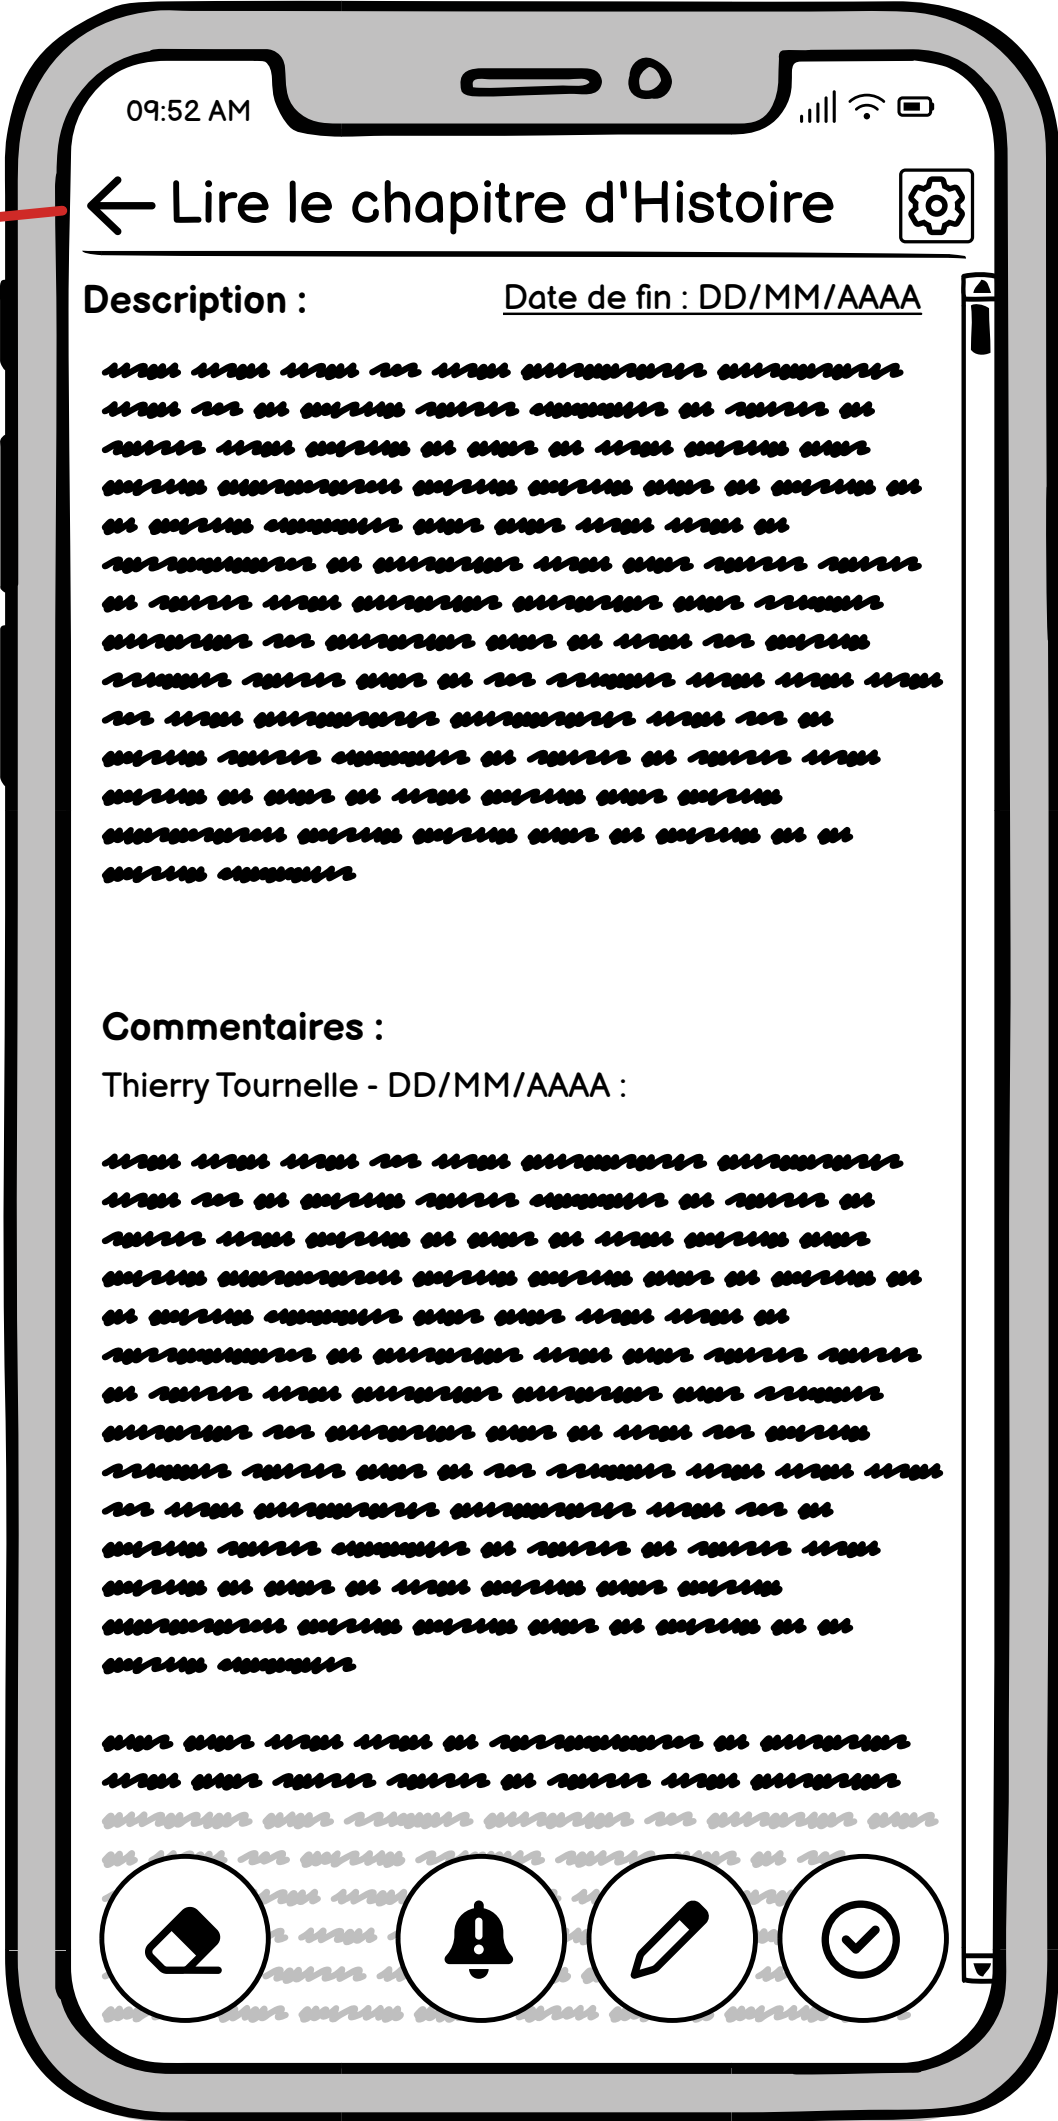 09:52 AM
Lire le chapitre d'Histoire
Description :
Date de fin : DD/MM/AAAA
Commentaires :
Thierry Tournelle - DD/MM/AAAA :